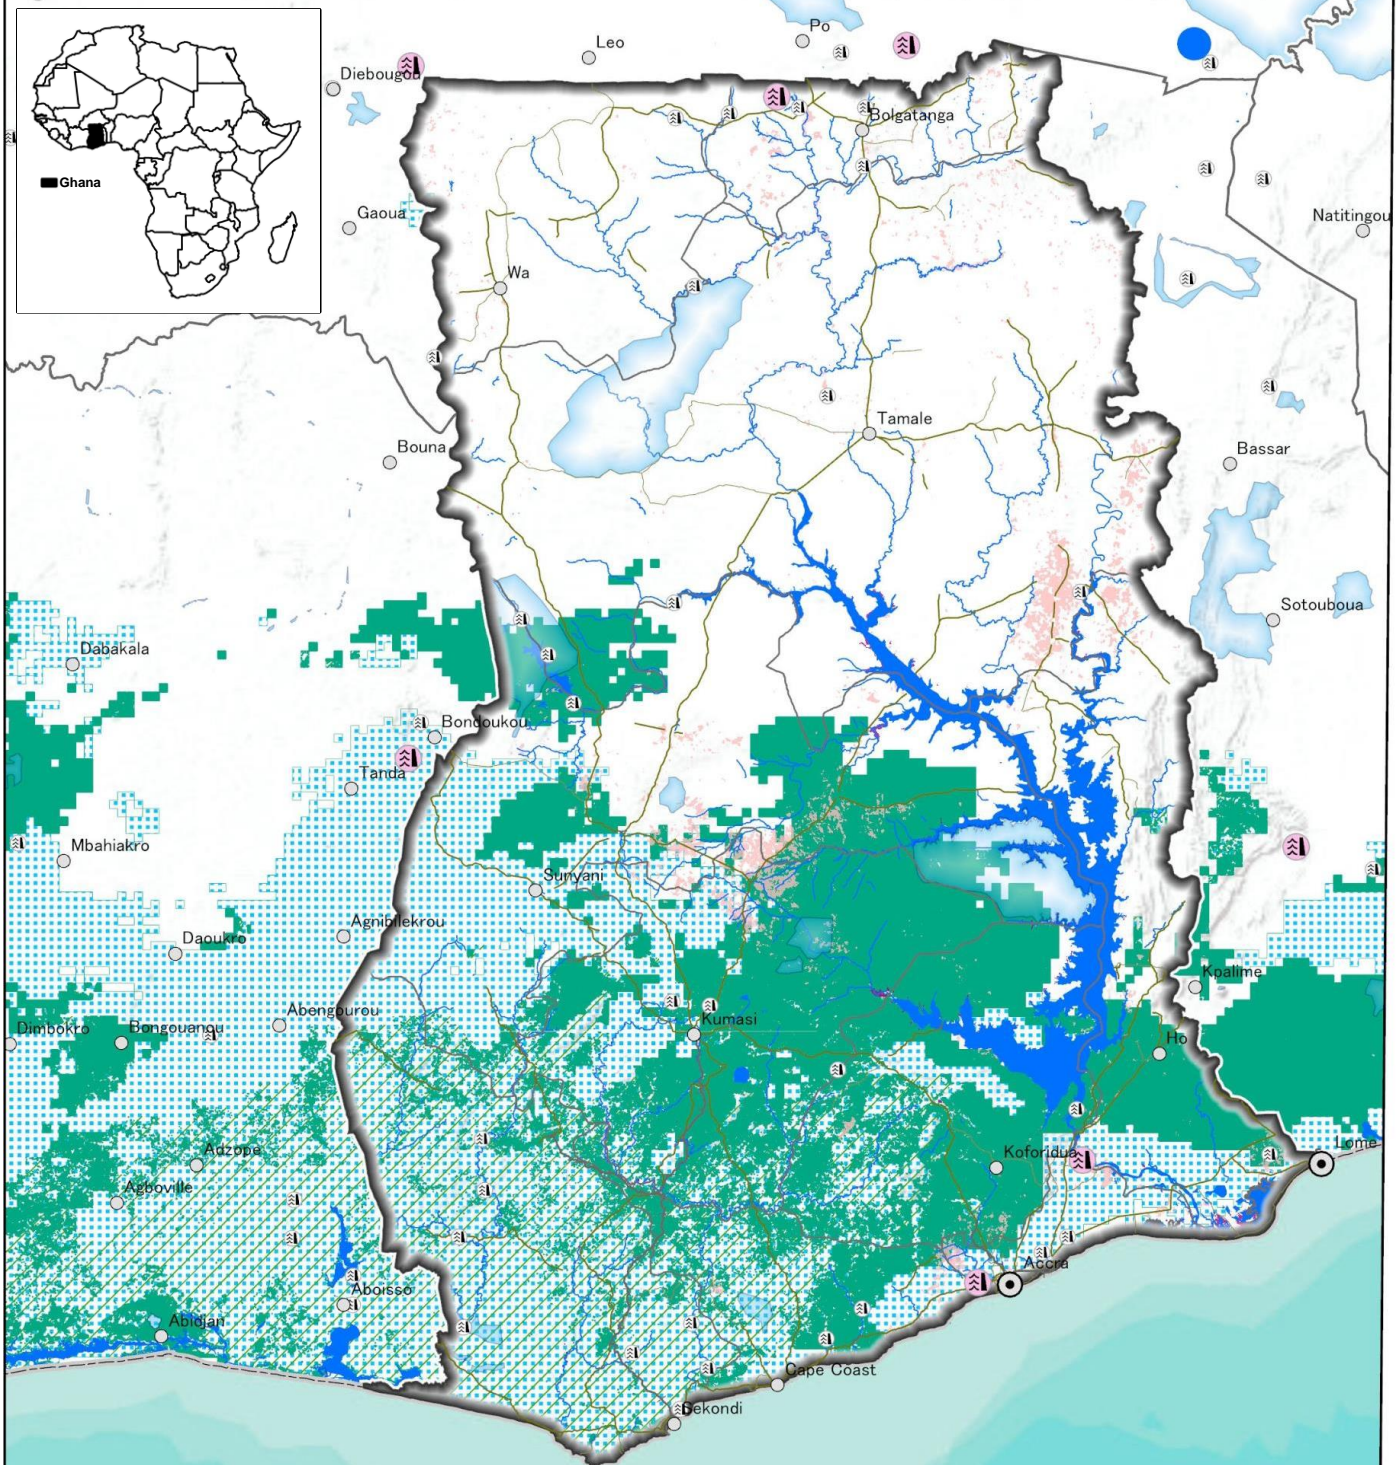 Po
Leo
Diebougou
Bolgatanga
Ghana
Gaoua
Natitingou
Wa
Tamale
Bouna
Bassar
Sotouboua
Dabakala
Bondoukou
Tanda
Mbahiakro
Sunyani
Agnibilekrou
Daoukro
Kpalime
Abengourou
Kumasi
Dimbokro
Bongouanou
Ho
Lome
Adzope
Koforidua
Agboville
Accra
Aboisso
Abidjan
Cape Coast
Sekondi